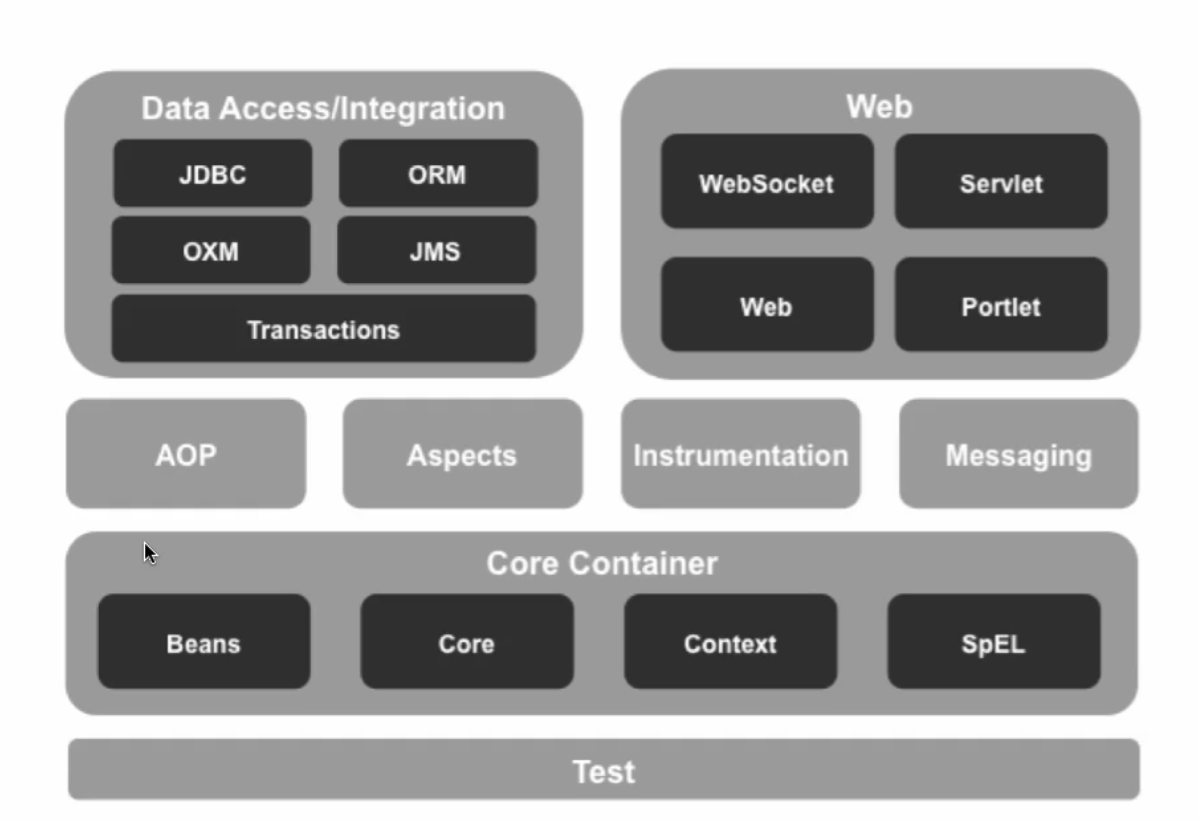 Data Access/Integration
JDBC
ORM
OXM
JMS
Transactions
Web
WebSocket
Servlet
Web
Portlet
AOP
Aspects
Instrumentation
Messaging
Core Container
Beans
Core
Context
SpEL
Test